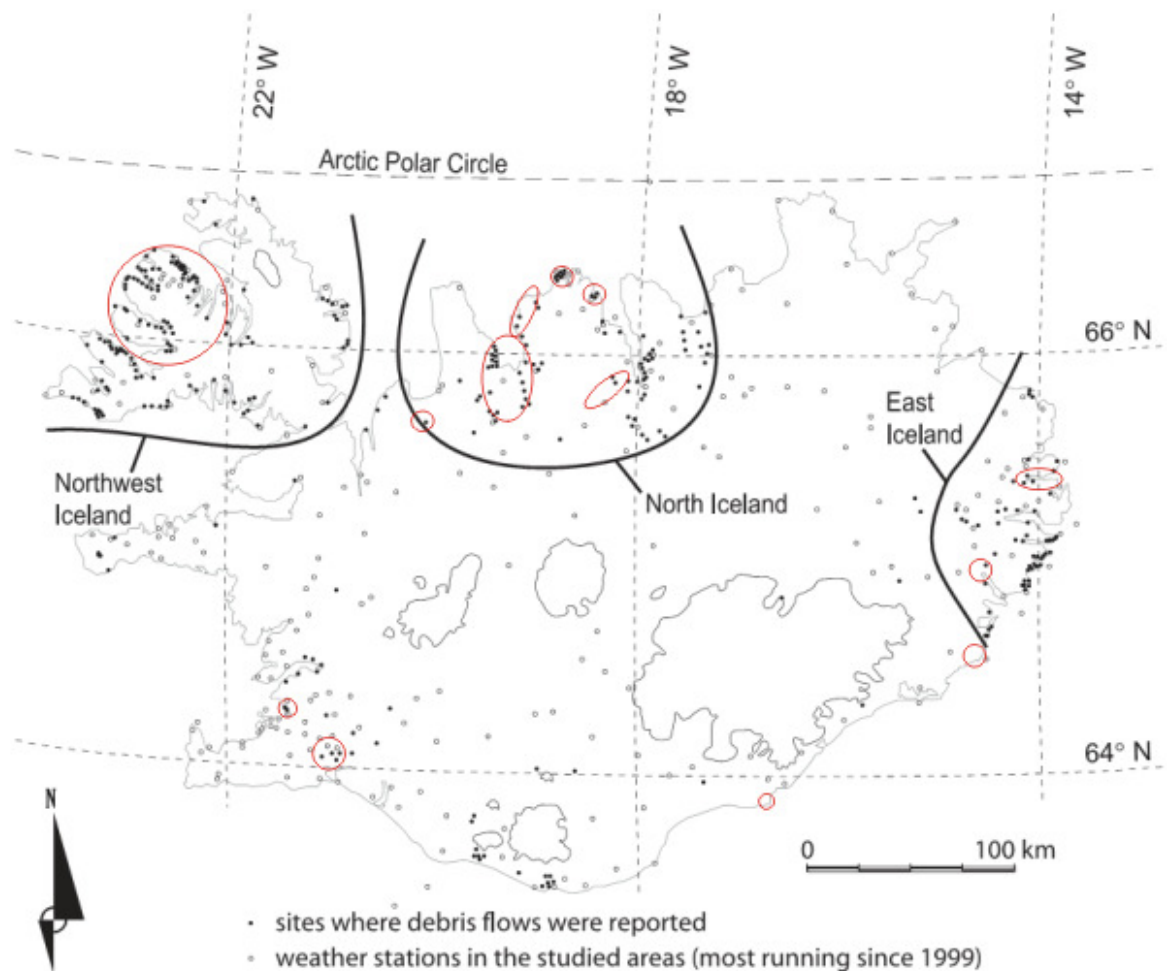 22° W
18° W
14° W
Arctic Polar Circle
66° N
East
Iceland
Northwest
Iceland
North Iceland
64° N
N
0 100 km
sites where debris flows were reported
weather stations in the studied areas (most running since 1999)